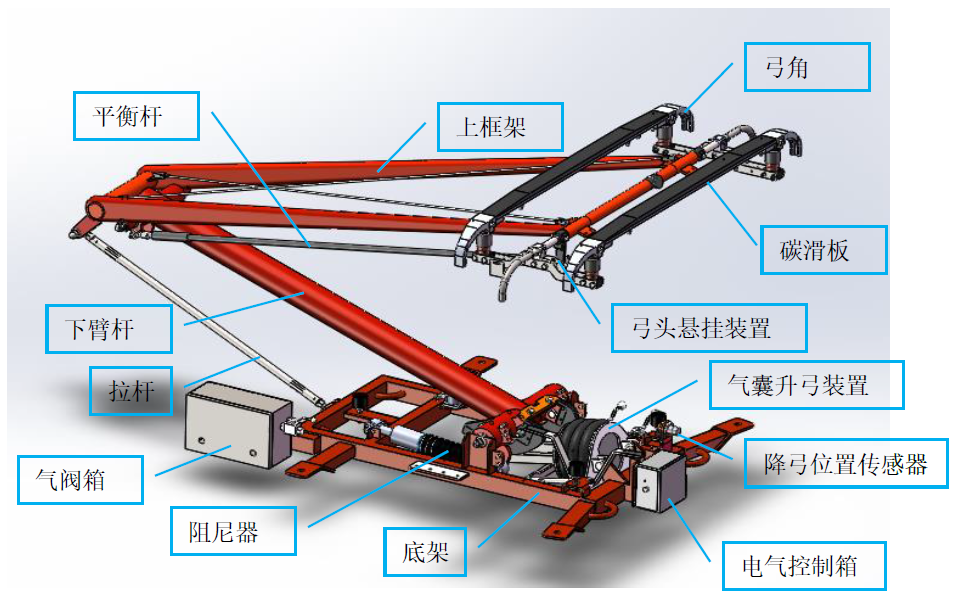 弓角
平衡杆
上框架
碳滑板
下臂杆
弓头悬挂装置
拉杆
气囊升弓装置
气阀箱
降弓位置传感器
阻尼器
底架
电气控制箱